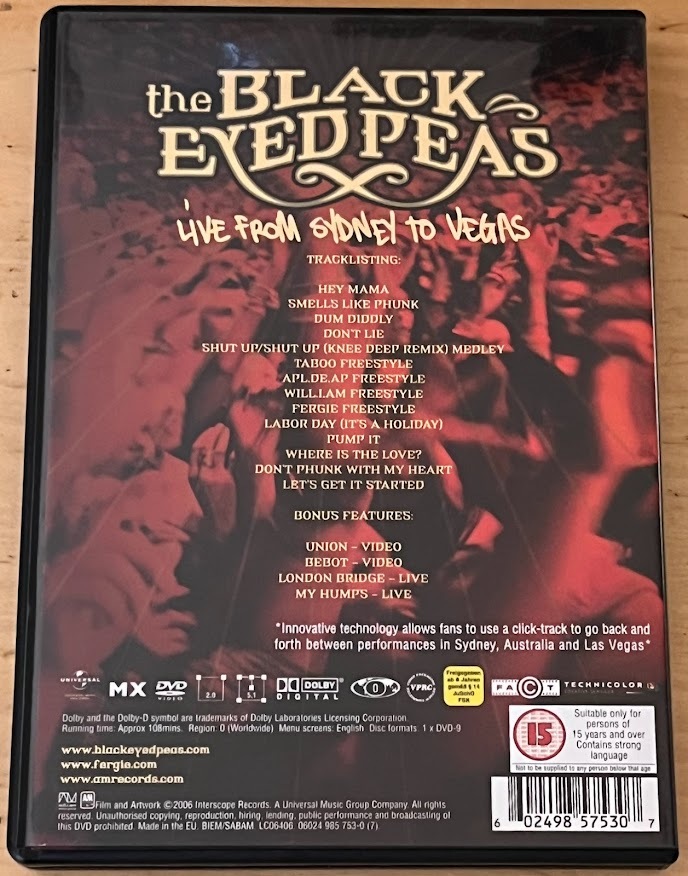 the BLACK
EYED PEAS
LIVE FROM SYDNEY TO VEGAS
TRACKLISTING:
HEY MAMA
SMELLS LIKE PHUNK
DUM DIDDLY
DON'T LIE
SHUT UP/SHUT UP (KNEE DEEP REMIX) MEDLEY
TABOO FREESTYLE
APL.DE.AP FREESTYLE
WILL.I.AM FREESTYLE
FERGIE FREESTYLE
LABOR DAY (IT'S A HOLIDAY)
PUMP IT
WHERE IS THE LOVE?
DON'T PHUNK WITH MY HEART
LET'S GET IT STARTED
BONUS FEATURES:
UNION - VIDEO
BEBOT - VIDEO
LONDON BRIDGE - LIVE
MY HUMPS - LIVE
*Innovative technology allows fans to use a click-track to go back and
forth between performances in Sydney, Australia and Las Vegas*
UNIVERSAL MX DVD VIDEO 2.0 5.1 DOLBY DIGITAL 0 VPRC
Freigegeben
ab 6 Jahren
gemäß § 14
JuSchG
FSK
FACT TECHNICOLOR
Dolby and the Dolby-D symbol are trademarks of Dolby Laboratories Licensing Corporation.
Running time: Approx 108mins. Region: 0 (Worldwide) Menu screens: English Disc formats: 1 x DVD-9
15
Suitable only for
persons of
15 years and over
Contains strong
language
Not to be supplied to any person below that age
www.blackeyedpeas.com
www.fergie.com
www.amrecords.com
AM Film and Artwork ©2006 Interscope Records. A Universal Music Group Company. All rights
reserved. Unauthorised copying, reproduction, hiring, lending, public performance and broadcasting of
this DVD prohibited. Made in the EU. BIEM/SABAM. LC06406. 06024 985 753-0 (7).
6 02498 57530 7